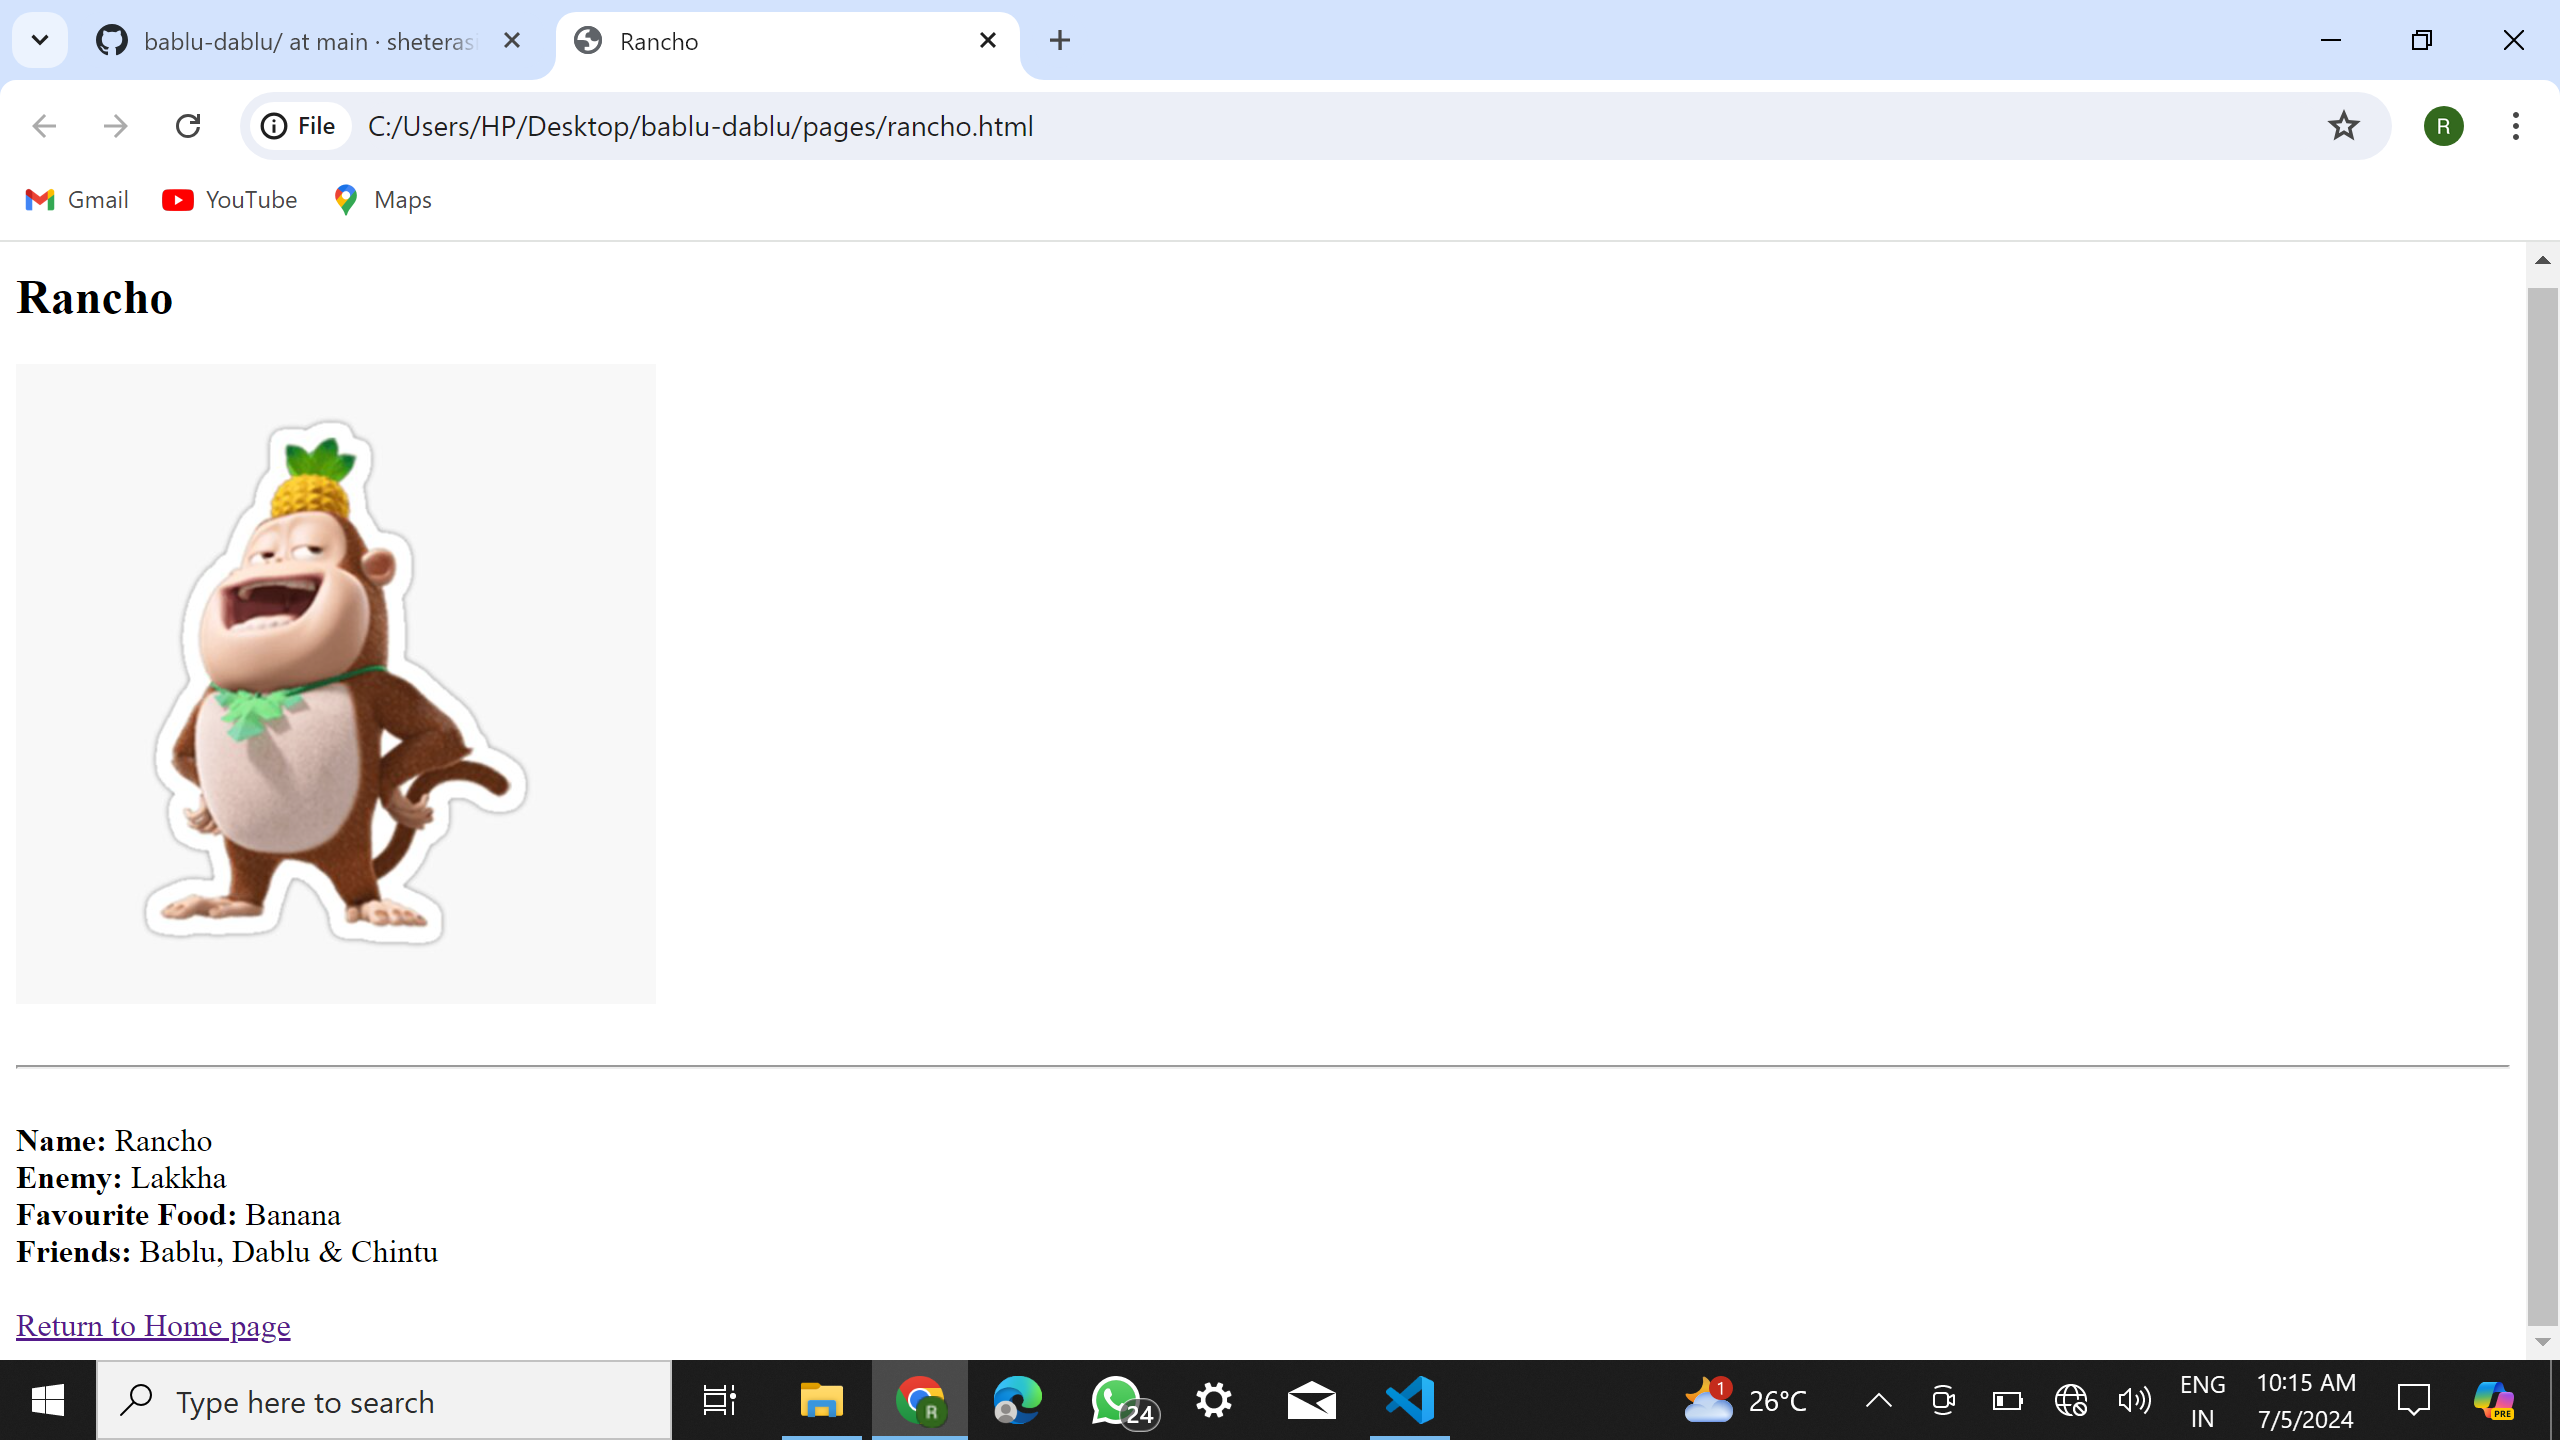 bablu-dablu/ at main · sheteras
Rancho
File
C:/Users/HP/Desktop/bablu-dablu/pages/rancho.html
R
Gmail
YouTube
Maps
Rancho
Name: Rancho
Enemy: Lakkha
Favourite Food: Banana
Friends: Bablu, Dablu & Chintu
Return to Home page
Type here to search
R
24
1
26°C
ENG
IN
10:15 AM
7/5/2024
PRE